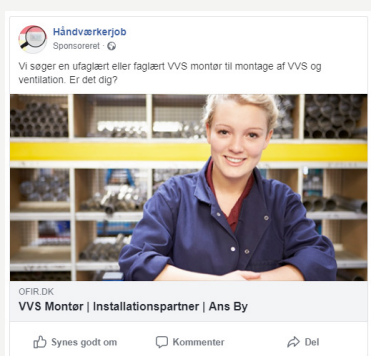 Håndværkerjob
Sponsoreret ·
Vi søger en ufaglært eller faglært VVS montør til montage af VVS og
ventilation. Er det dig?
OFIR.DK
VVS Montør | Installationspartner | Ans By
Synes godt om
Kommenter
Del